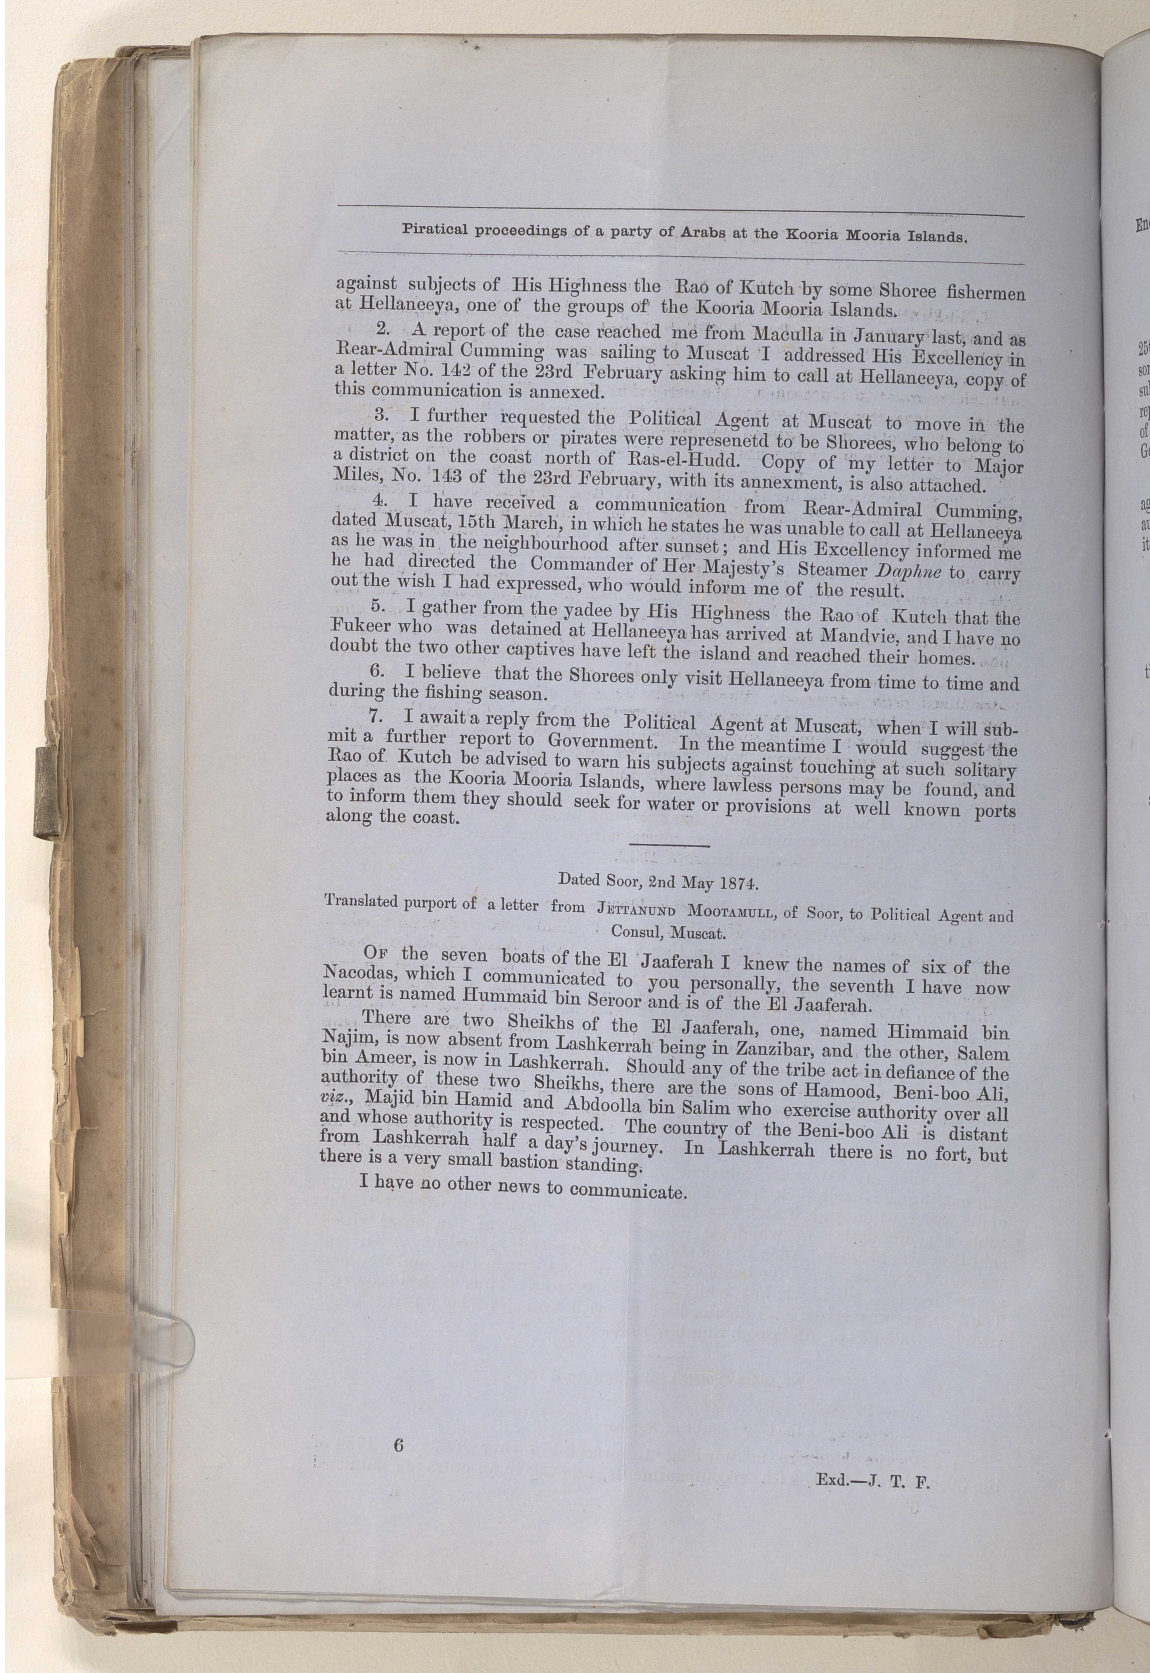 Piratical proceedings of a party of Arabs at the Kooria Mooria Islands.
against subjects of His Highness the Rao of Kutch by some Shoree fishermen
at Hellaneeya, one of the groups of the Kooria Mooria Islands.
2. A report of the case reached me from Maculla in January last, and as
Rear-Admiral Cumming was sailing to Muscat I addressed His Excellency in
a letter No. 142 of the 23rd February asking him to call at Hellaneeya, copy of
this communication is annexed.
3. I further requested the Political Agent at Muscat to move in the
matter, as the robbers or pirates were represenetd to be Shorees, who belong to
a district on the coast north of Ras-el-Hudd. Copy of my letter to Major
Miles, No. 143 of the 23rd February, with its annexment, is also attached.
4. I have received a communication from Rear-Admiral Cumming,
dated Muscat, 15th March, in which he states he was unable to call at Hellaneeya
as he was in the neighbourhood after sunset; and His Excellency informed me
he had directed the Commander of Her Majesty's Steamer Daphne to carry
out the wish I had expressed, who would inform me of the result.
5. I gather from the yadee by His Highness the Rao of Kutch that the
Fukeer who was detained at Hellaneeya has arrived at Mandvie, and I have no
doubt the two other captives have left the island and reached their homes.
6. I believe that the Shorees only visit Hellaneeya from time to time and
during the fishing season.
7. I await a reply from the Political Agent at Muscat, when I will sub-
mit a further report to Government. In the meantime I would suggest the
Rao of Kutch be advised to warn his subjects against touching at such solitary
places as the Kooria Mooria Islands, where lawless persons may be found, and
to inform them they should seek for water or provisions at well known ports
along the coast.
Dated Soor, 2nd May 1874.
Translated purport of a letter from JETTANUND MOOTAMULL, of Soor, to Political Agent and
Consul, Muscat.
OF the seven boats of the El Jaaferah I knew the names of six of the
Nacodas, which I communicated to you personally, the seventh I have now
learnt is named Hummaid bin Seroor and is of the El Jaaferah.
There are two Sheikhs of the El Jaaferah, one, named Himmaid bin
Najim, is now absent from Lashkerrah being in Zanzibar, and the other, Salem
bin Ameer, is now in Lashkerrah. Should any of the tribe act in defiance of the
authority of these two Sheikhs, there are the sons of Hamood, Beni-boo Ali,
viz., Majid bin Hamid and Abdoolla bin Salim who exercise authority over all
and whose authority is respected. The country of the Beni-boo Ali is distant
from Lashkerrah half a day's journey. In Lashkerrah there is no fort, but
there is a very small bastion standing.
I have no other news to communicate.
6
Exd.—J. T. F.